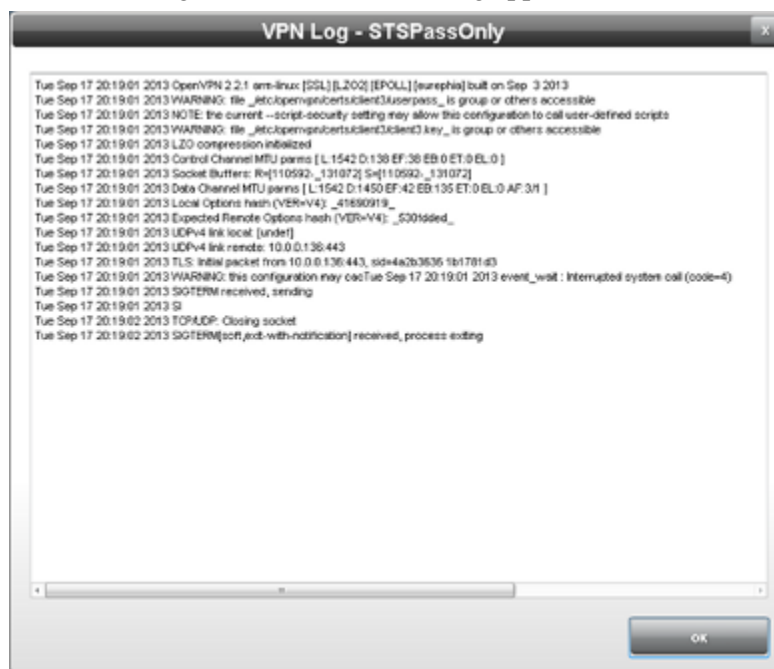 VPN Log - STSPassOnly
x
Tue Sep 17 20:19:01 2013 OpenVPN 2.2.1 arm-linux [SSL] [LZO2] [EPOLL] [eurephia] built on Sep 3 2013
Tue Sep 17 20:19:01 2013 WARNING: file _/etc/openvpn/certs/client3/userpass_ is group or others accessible
Tue Sep 17 20:19:01 2013 NOTE: the current --script-security setting may allow this configuration to call user-defined scripts
Tue Sep 17 20:19:01 2013 WARNING: file _/etc/openvpn/certs/client3/client3.key_ is group or others accessible
Tue Sep 17 20:19:01 2013 LZO compression initialized
Tue Sep 17 20:19:01 2013 Control Channel MTU parms [ L:1542 D:138 EF:38 EB:0 ET:0 EL:0 ]
Tue Sep 17 20:19:01 2013 Socket Buffers: R=[110592-_131072] S=[110592-_131072]
Tue Sep 17 20:19:01 2013 Data Channel MTU parms [ L:1542 D:1450 EF:42 EB:135 ET:0 EL:0 AF:3/1 ]
Tue Sep 17 20:19:01 2013 Local Options hash (VER=V4): _41690919_
Tue Sep 17 20:19:01 2013 Expected Remote Options hash (VER=V4): _530fdded_
Tue Sep 17 20:19:01 2013 UDPv4 link local: [undef]
Tue Sep 17 20:19:01 2013 UDPv4 link remote: 10.0.0.136:443
Tue Sep 17 20:19:01 2013 TLS: Initial packet from 10.0.0.136:443, sid=4a2b3636 1b1781d3
Tue Sep 17 20:19:01 2013 WARNING: this configuration may cacTue Sep 17 20:19:01 2013 event_wait : Interrupted system call (code=4)
Tue Sep 17 20:19:01 2013 SIGTERM received, sending
Tue Sep 17 20:19:01 2013 SI
Tue Sep 17 20:19:02 2013 TCP/UDP: Closing socket
Tue Sep 17 20:19:02 2013 SIGTERM[soft,exit-with-notification] received, process exiting
OK